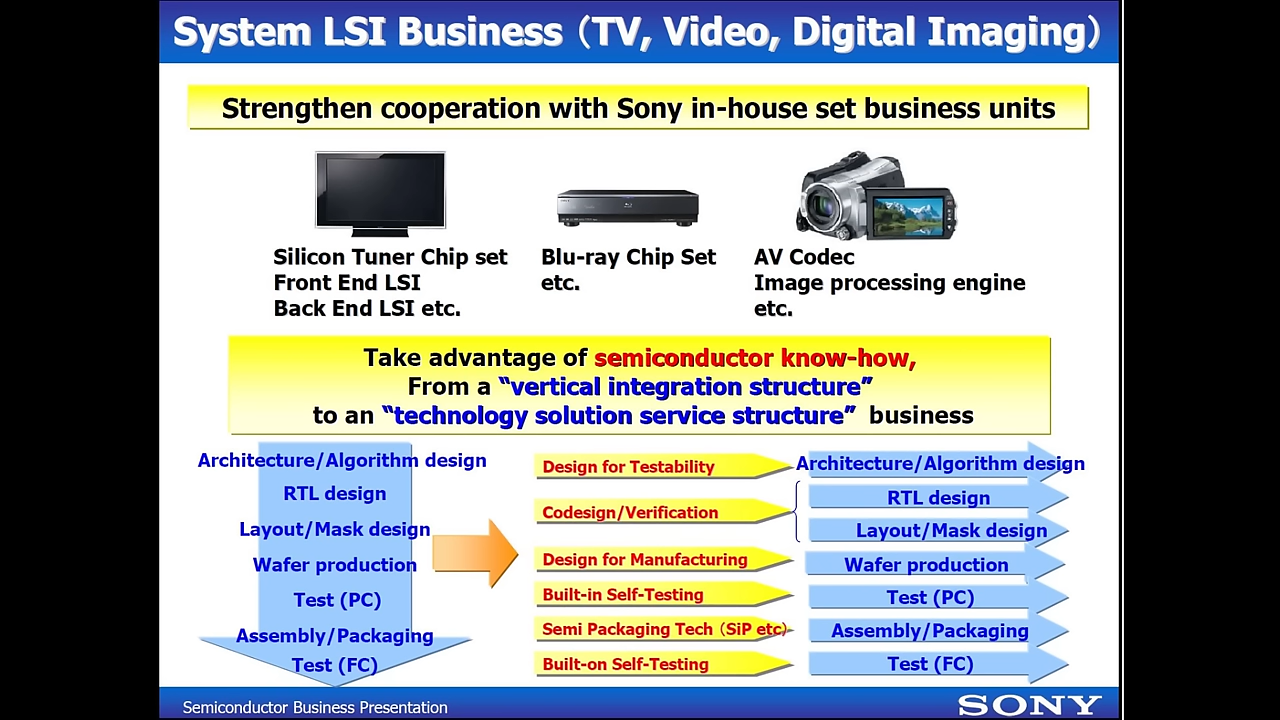 System LSI Business（TV, Video, Digital Imaging）
Strengthen cooperation with Sony in-house set business units
Silicon Tuner Chip set
Front End LSI
Back End LSI etc.
Blu-ray Chip Set
etc.
AV Codec
Image processing engine
etc.
Take advantage of semiconductor know-how,
From a “vertical integration structure”
to an “technology solution service structure” business
Architecture/Algorithm design
RTL design
Layout/Mask design
Wafer production
Test (PC)
Assembly/Packaging
Test (FC)
Design for Testability
Codesign/Verification
Design for Manufacturing
Built-in Self-Testing
Semi Packaging Tech（SiP etc）
Built-on Self-Testing
Architecture/Algorithm design
RTL design
Layout/Mask design
Wafer production
Test (PC)
Assembly/Packaging
Test (FC)
Semiconductor Business Presentation
SONY